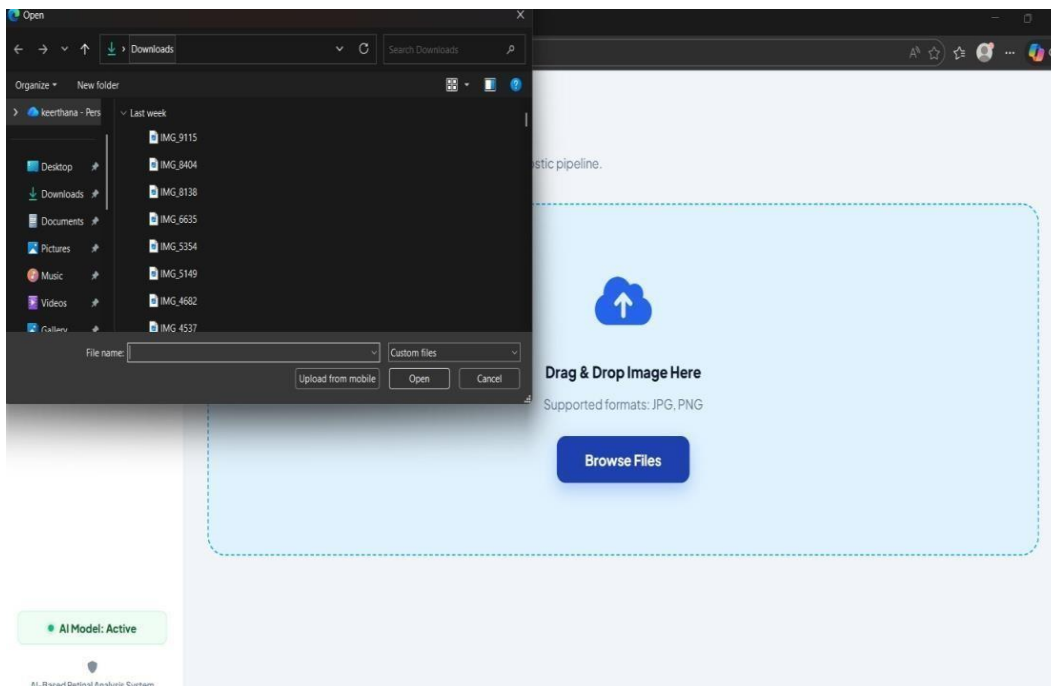 Open
Downloads
Search Downloads
Organize
New folder
keerthana - Pers
Last week
IMG_9115
IMG_8404
IMG_8138
IMG_6635
IMG_5354
IMG_5149
IMG_4682
IMG_4537
Desktop
Downloads
Documents
Pictures
Music
Videos
Gallery
File name:
Custom files
Upload from mobile
Open
Cancel
stic pipeline.
Drag & Drop Image Here
Supported formats: JPG, PNG
Browse Files
AI Model: Active
AI-Based Retinal Analysis System